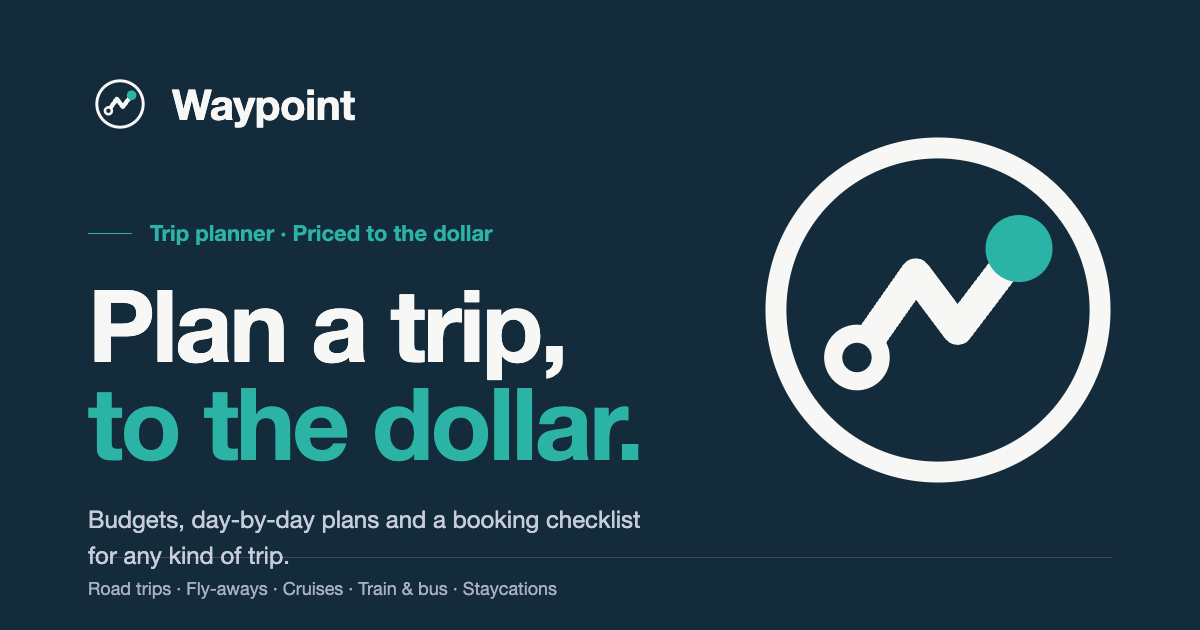 Waypoint
Trip planner · Priced to the dollar
Plan a trip,
to the dollar.
Budgets, day-by-day plans and a booking checklist
for any kind of trip.
Road trips · Fly-aways · Cruises · Train & bus · Staycations